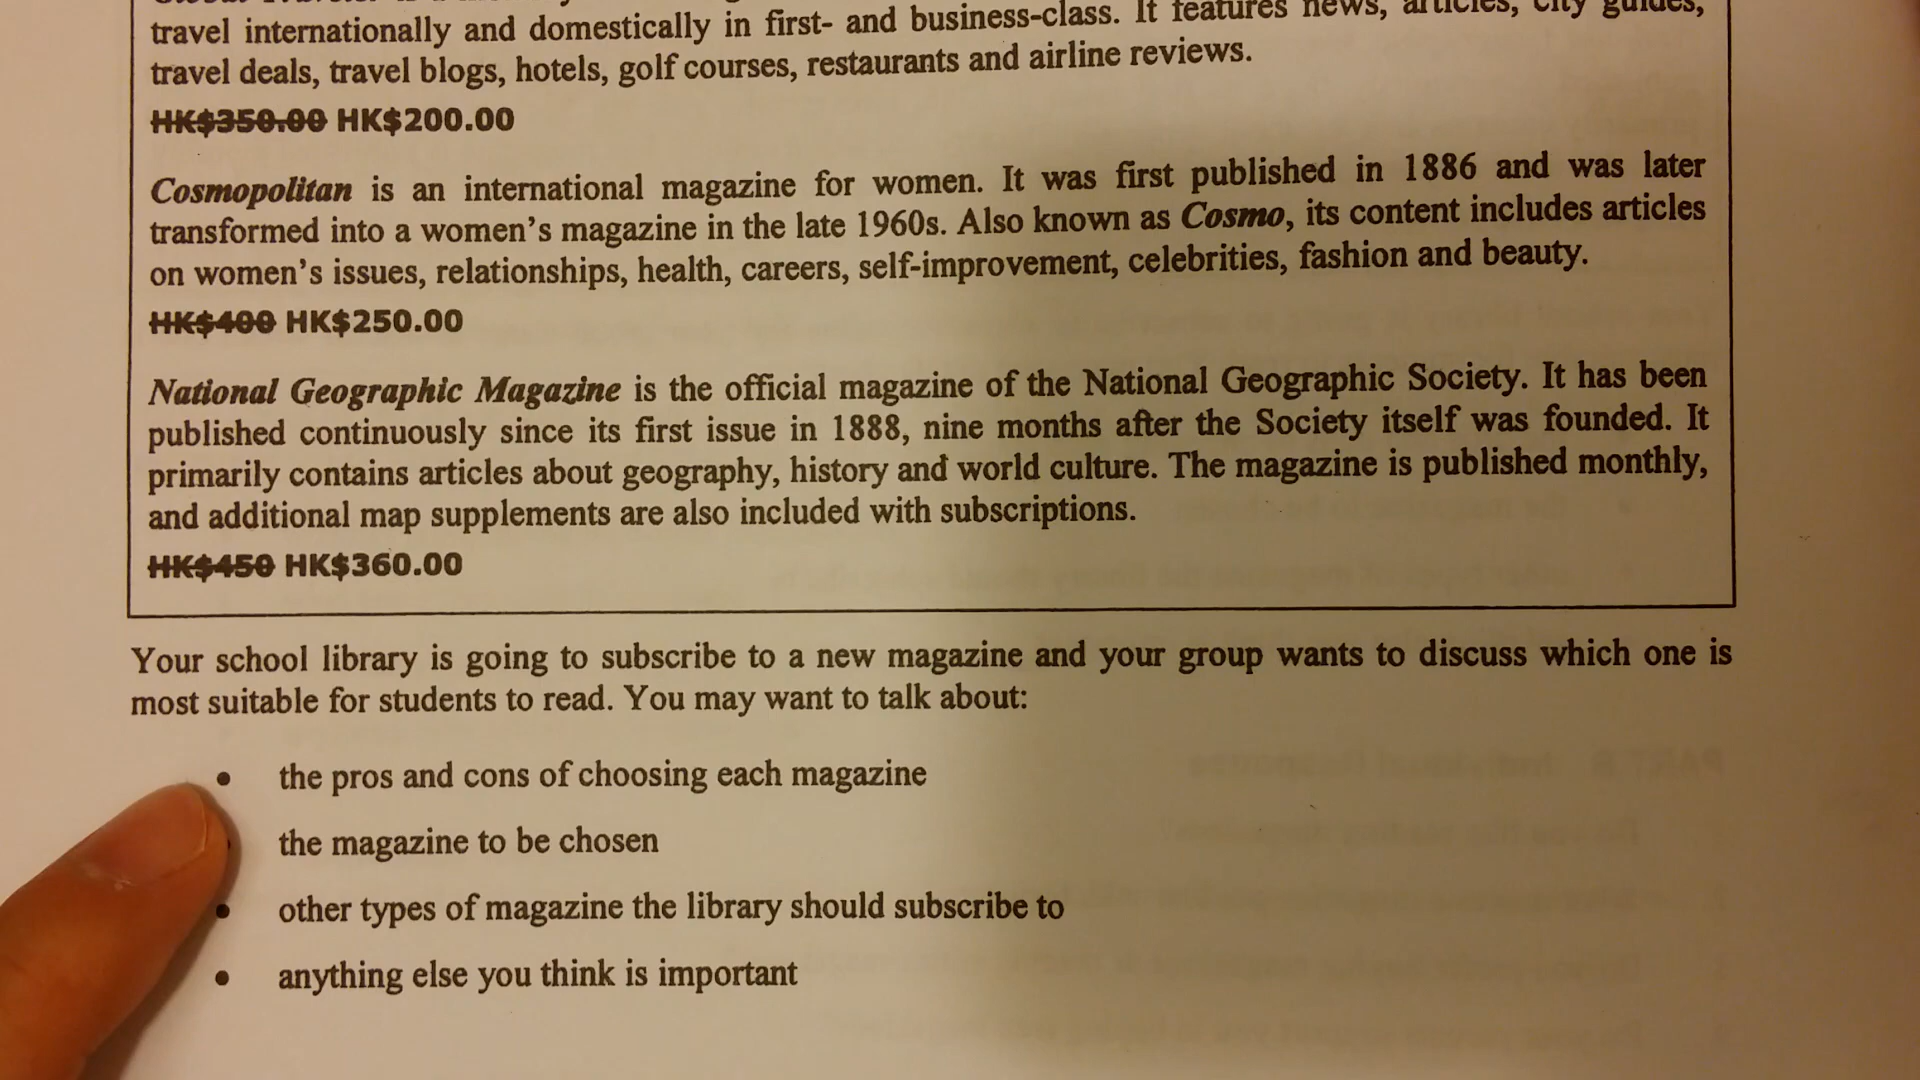 travel internationally and domestically in first- and business-class. It features news, articles, city guides,
travel deals, travel blogs, hotels, golf courses, restaurants and airline reviews.
HK$350.00 HK$200.00
Cosmopolitan is an international magazine for women. It was first published in 1886 and was later
transformed into a women's magazine in the late 1960s. Also known as Cosmo, its content includes articles
on women's issues, relationships, health, careers, self-improvement, celebrities, fashion and beauty.
HK$400 HK$250.00
National Geographic Magazine is the official magazine of the National Geographic Society. It has been
published continuously since its first issue in 1888, nine months after the Society itself was founded. It
primarily contains articles about geography, history and world culture. The magazine is published monthly,
and additional map supplements are also included with subscriptions.
HK$450 HK$360.00
Your school library is going to subscribe to a new magazine and your group wants to discuss which one is
most suitable for students to read. You may want to talk about:
• the pros and cons of choosing each magazine
• the magazine to be chosen
• other types of magazine the library should subscribe to
• anything else you think is important